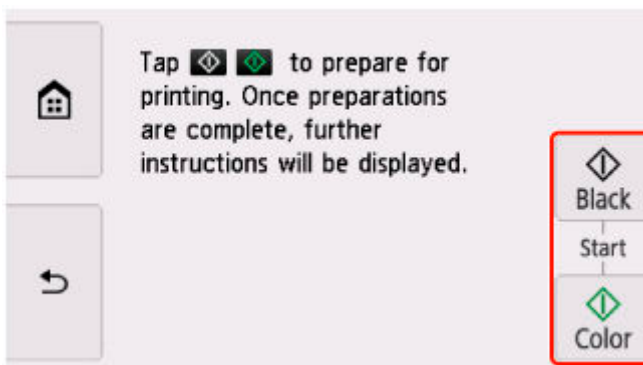 Tap to prepare for
printing. Once preparations
are complete, further
instructions will be displayed.
Black
Start
Color